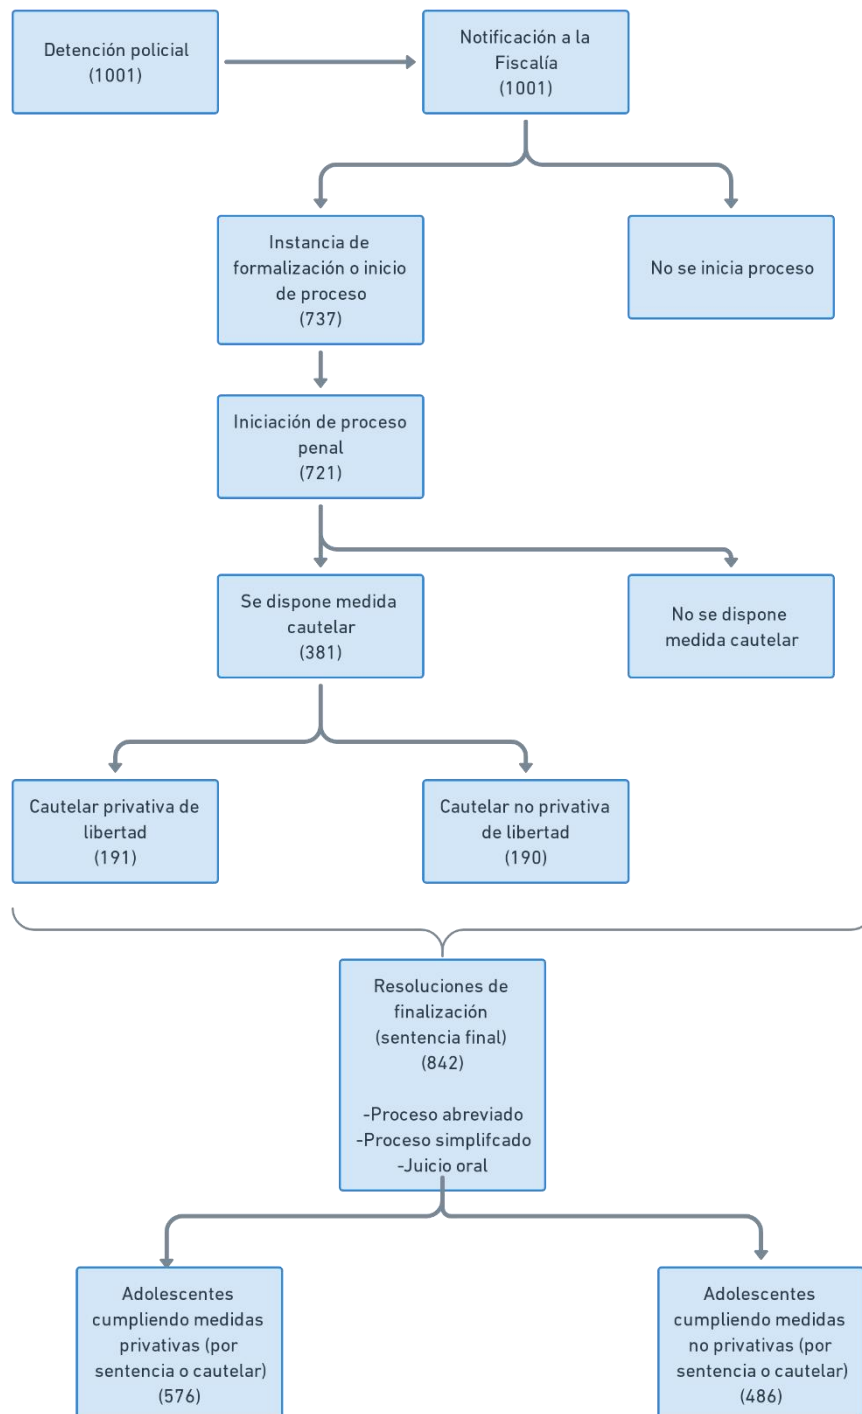 Detención policial
(1001)
Notificación a la
Fiscalía
(1001)
Instancia de
formalización o inicio
de proceso
(737)
No se inicia proceso
Iniciación de proceso
penal
(721)
Se dispone medida
cautelar
(381)
No se dispone
medida cautelar
Cautelar privativa de
libertad
(191)
Cautelar no privativa
de libertad
(190)
Resoluciones de
finalización
(sentencia final)
(842)
-Proceso abreviado
-Proceso simplifcado
-Juicio oral
Adolescentes
cumpliendo medidas
privativas (por
sentencia o cautelar)
(576)
Adolescentes
cumpliendo medidas
no privativas (por
sentencia o cautelar)
(486)